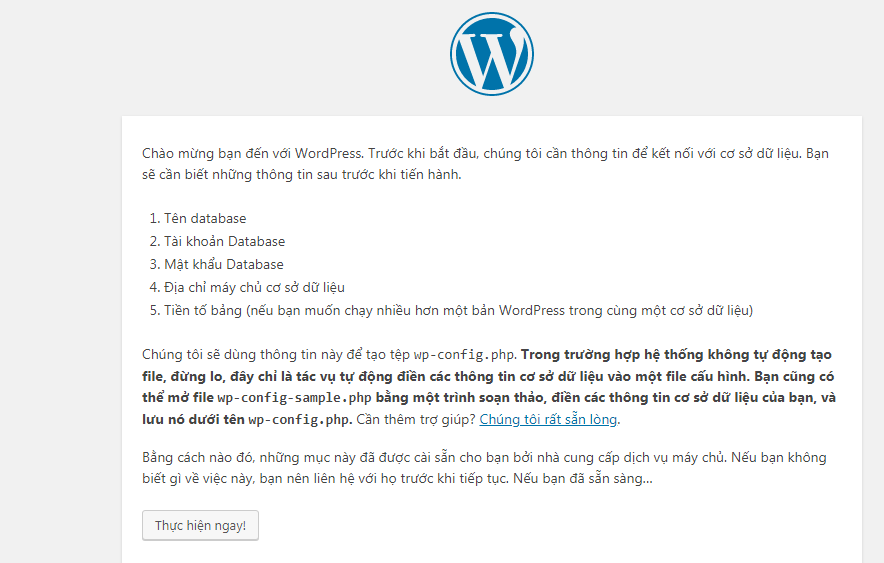 Chào mừng bạn đến với WordPress. Trước khi bắt đầu, chúng tôi cần thông tin để kết nối với cơ sở dữ liệu. Bạn
sẽ cần biết những thông tin sau trước khi tiến hành.
1. Tên database
2. Tài khoản Database
3. Mật khẩu Database
4. Địa chỉ máy chủ cơ sở dữ liệu
5. Tiền tố bảng (nếu bạn muốn chạy nhiều hơn một bản WordPress trong cùng một cơ sở dữ liệu)
Chúng tôi sẽ dùng thông tin này để tạo tệp wp-config.php. Trong trường hợp hệ thống không tự động tạo
file, đừng lo, đây chỉ là tác vụ tự động điền các thông tin cơ sở dữ liệu vào một file cấu hình. Bạn cũng có
thể mở file wp-config-sample.php bằng một trình soạn thảo, điền các thông tin cơ sở dữ liệu của bạn, và
lưu nó dưới tên wp-config.php. Cần thêm trợ giúp? Chúng tôi rất sẵn lòng.
Bằng cách nào đó, những mục này đã được cài sẵn cho bạn bởi nhà cung cấp dịch vụ máy chủ. Nếu bạn không
biết gì về việc này, bạn nên liên hệ với họ trước khi tiếp tục. Nếu bạn đã sẵn sàng...
Thực hiện ngay!